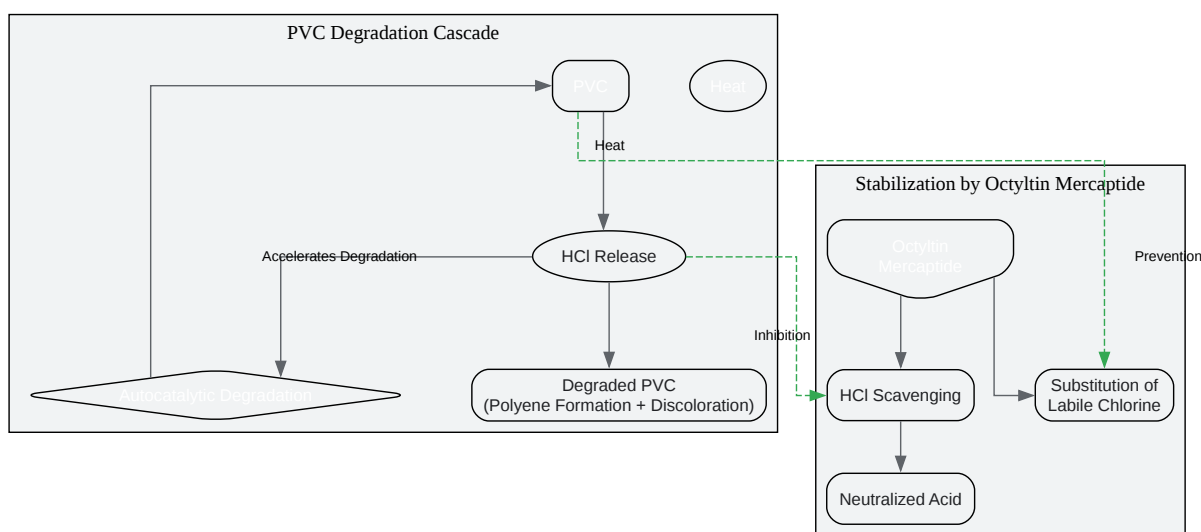 PVC Degradation Cascade
PVC
Heat
Heat
Stabilization by Octyltin Mercaptide
Octyltin
Mercaptide
Accelerates Degradation
HCl Release
Prevention
Inhibition
Autocatalytic Degradation
Degraded PVC
(Polyene Formation + Discoloration)
HCl Scavenging
Substitution of
Labile Chlorine
Neutralized Acid